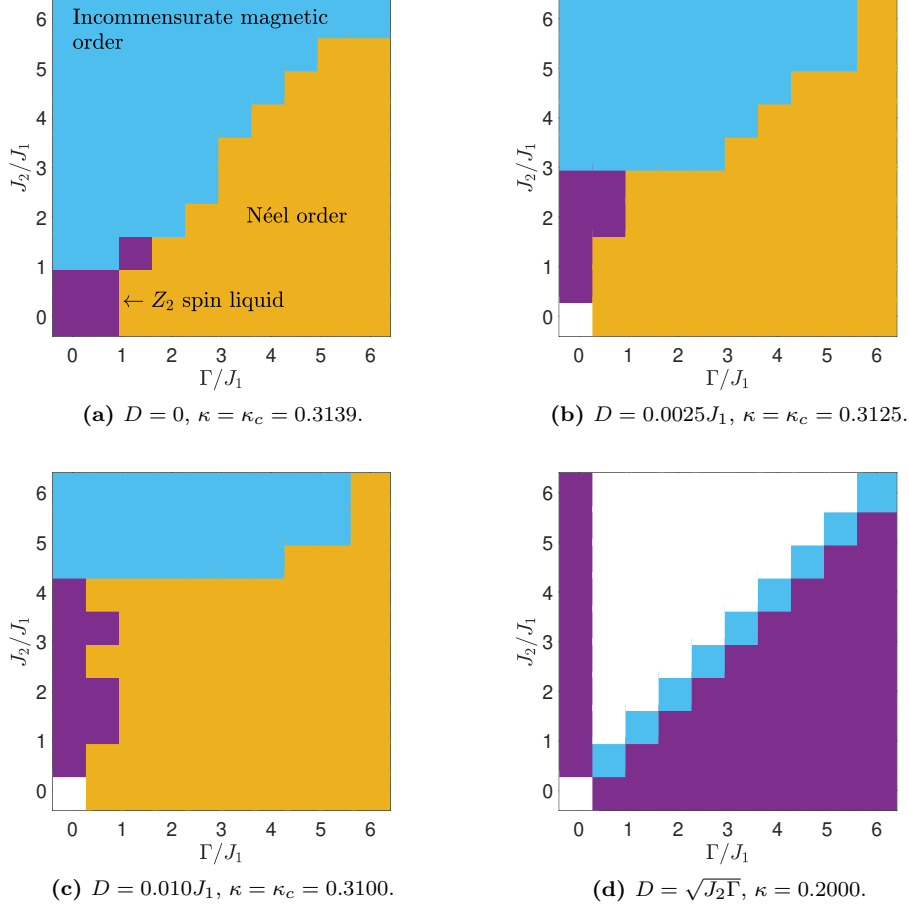 Incommensurate magnetic
order
Néel order
← Z₂ spin liquid
J₂/J₁
6
5
4
3
2
1
0
0 1 2 3 4 5 6
Γ/J₁
(a) D = 0, κ = κ_c = 0.3139.
J₂/J₁
6
5
4
3
2
1
0
0 1 2 3 4 5 6
Γ/J₁
(b) D = 0.0025J₁, κ = κ_c = 0.3125.
J₂/J₁
6
5
4
3
2
1
0
0 1 2 3 4 5 6
Γ/J₁
(c) D = 0.010J₁, κ = κ_c = 0.3100.
J₂/J₁
6
5
4
3
2
1
0
0 1 2 3 4 5 6
Γ/J₁
(d) D = √J₂Γ, κ = 0.2000.